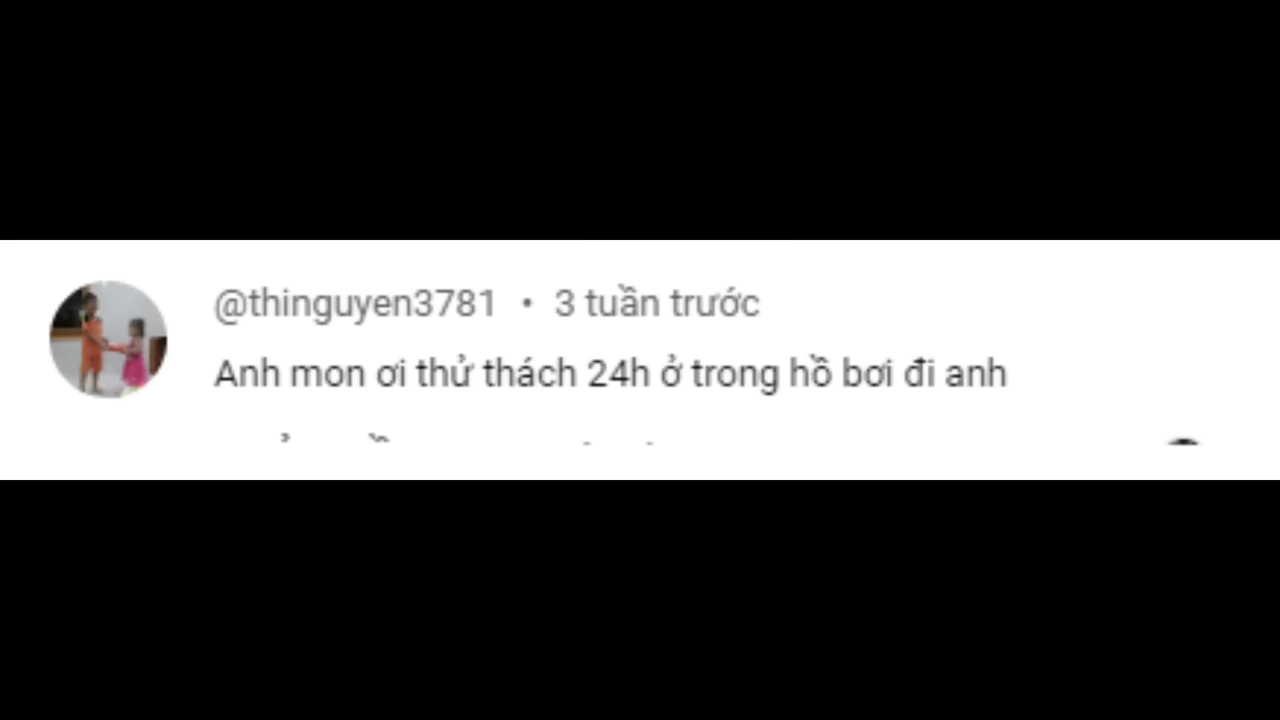 @thinguyen3781 • 3 tuần trước
Anh mon ơi thử thách 24h ở trong hồ bơi đi anh